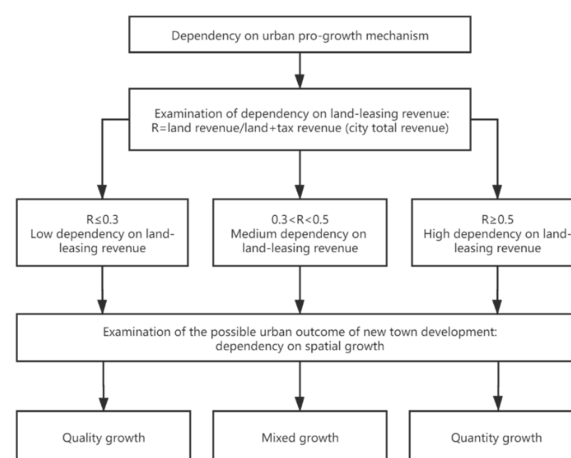 Dependency on urban pro-growth mechanism
Examination of dependency on land-leasing revenue:
R=land revenue/land+tax revenue (city total revenue)
R≤0.3
Low dependency on land-
leasing revenue
0.3<R<0.5
Medium dependency on
land-leasing revenue
R≥0.5
High dependency on land-
leasing revenue
Examination of the possible urban outcome of new town development:
dependency on spatial growth
Quality growth
Mixed growth
Quantity growth